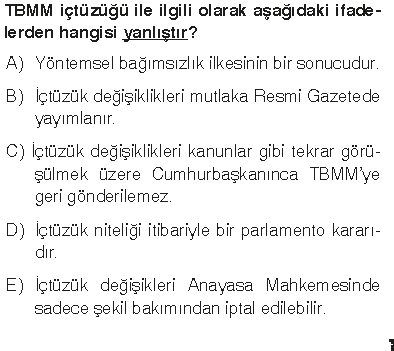 TBMM içtüzüğü ile ilgili olarak aşağıdaki ifade-
lerden hangisi yanlıştır?
A) Yöntemsel bağımsızlık ilkesinin bir sonucudur.
B) İçtüzük değişiklikleri mutlaka Resmi Gazetede
yayımlanır.
C) İçtüzük değişiklikleri kanunlar gibi tekrar görü-
şülmek üzere Cumhurbaşkanınca TBMM'ye
geri gönderilemez.
D) İçtüzük niteliği itibariyle bir parlamento kararı-
dır.
E) İçtüzük değişikleri Anayasa Mahkemesinde
sadece şekil bakımından iptal edilebilir.